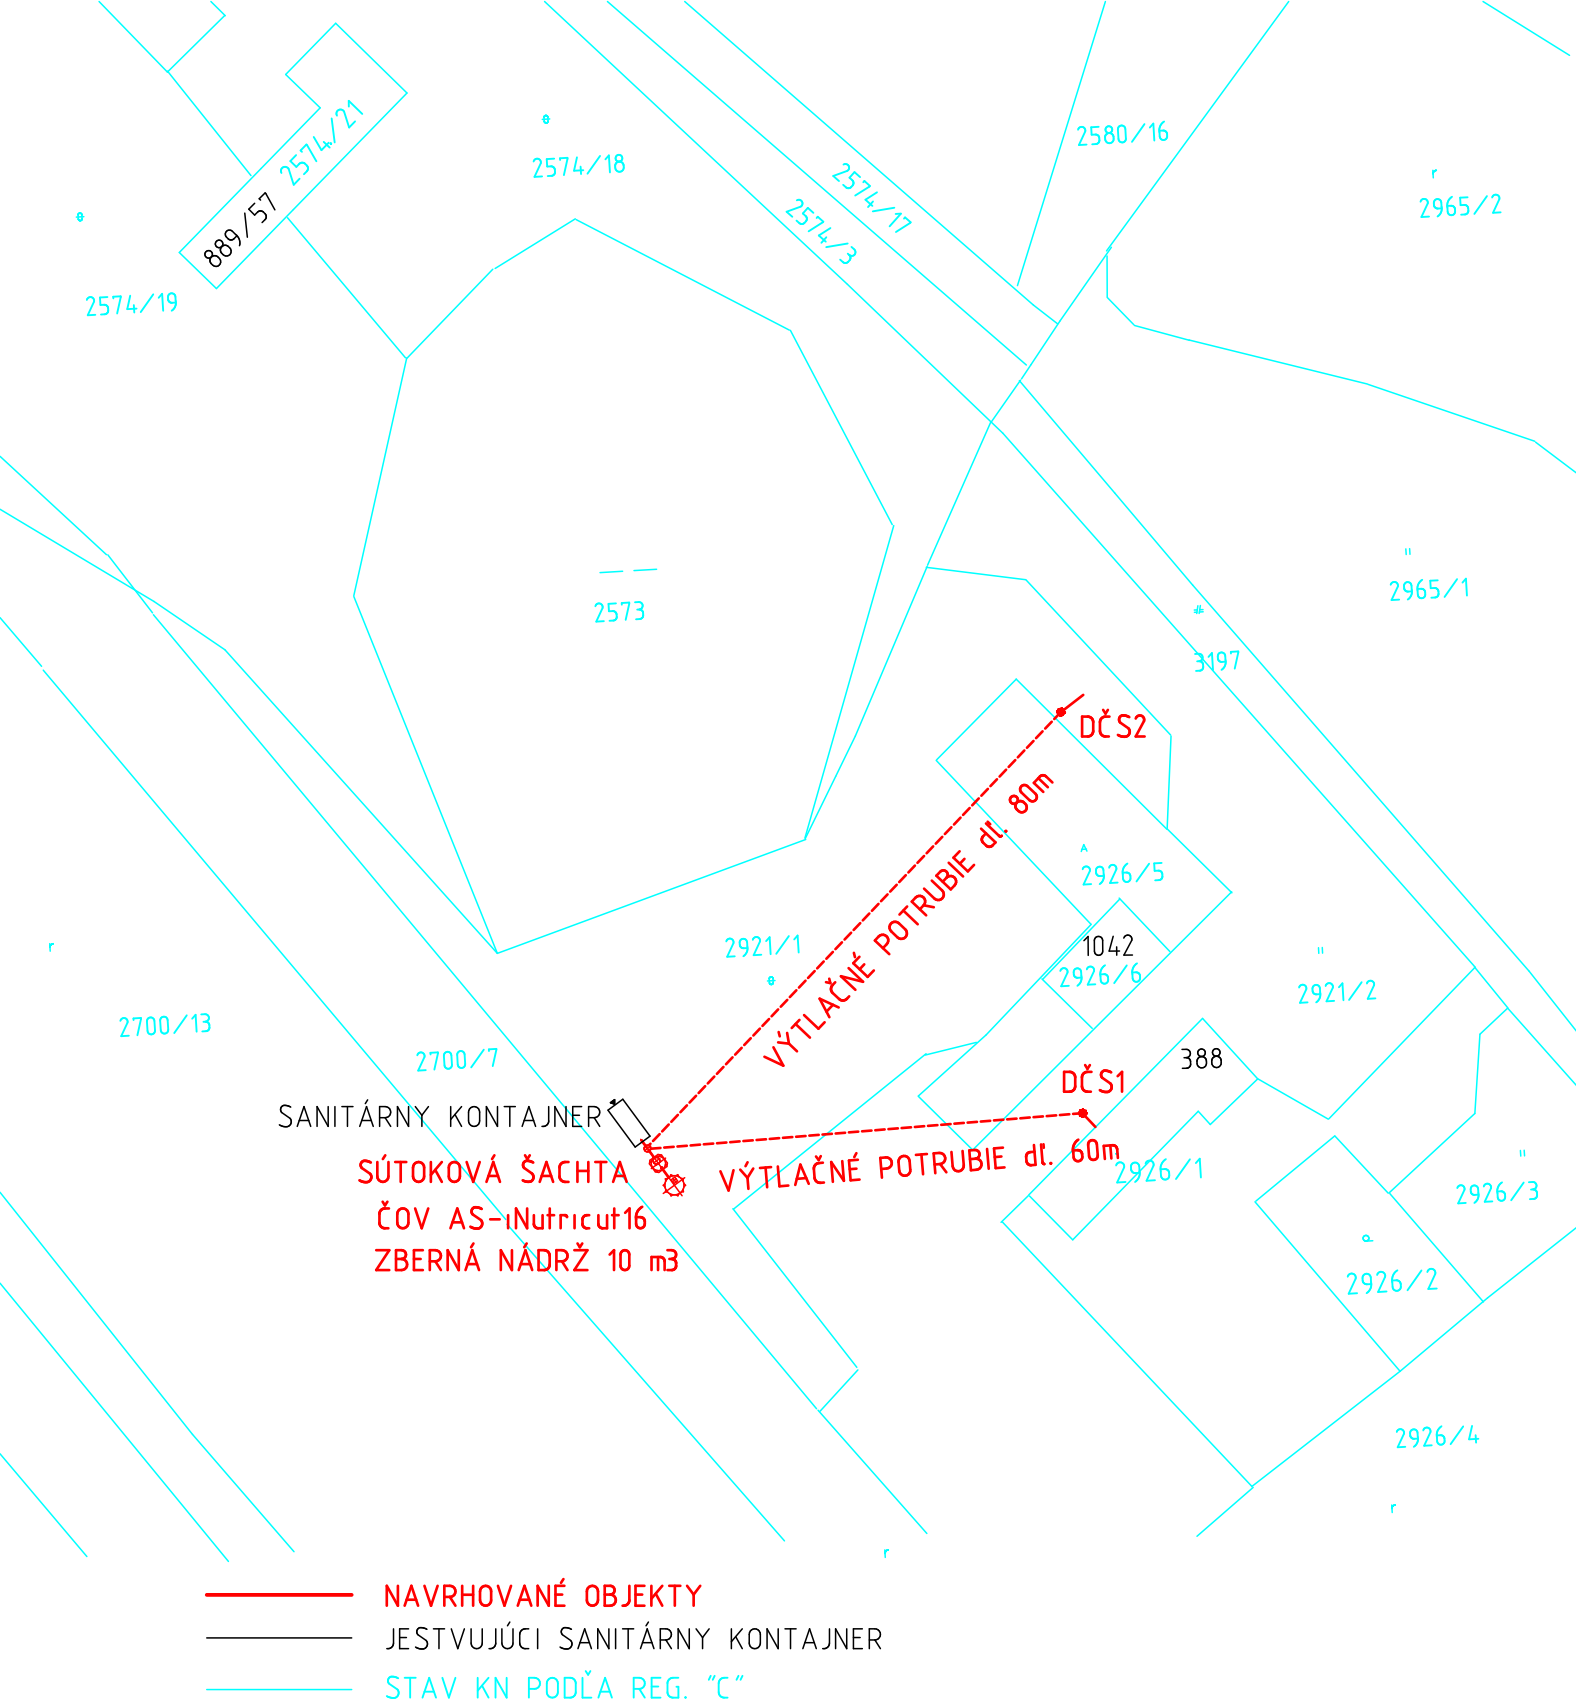 2574/21
889/57
2574/18
2574/17
2574/3
2580/16
2965/2
2574/19
2573
2965/1
3197
DČS2
VÝTLAČNÉ POTRUBIE dĺ. 80m
A
2926/5
1042
2926/6
2921/1
2921/2
r
2700/13
2700/7
388
DČS1
SANITÁRNY KONTAJNER
SÚTOKOVÁ ŠACHTA
VÝTLAČNÉ POTRUBIE dĺ. 60m
2926/1
2926/3
ČOV AS-iNutricut16
ZBERNÁ NÁDRŽ 10 m3
2926/2
2926/4
r
r
NAVRHOVANÉ OBJEKTY
JESTVUJÚCI SANITÁRNY KONTAJNER
STAV KN PODĽA REG. "C"